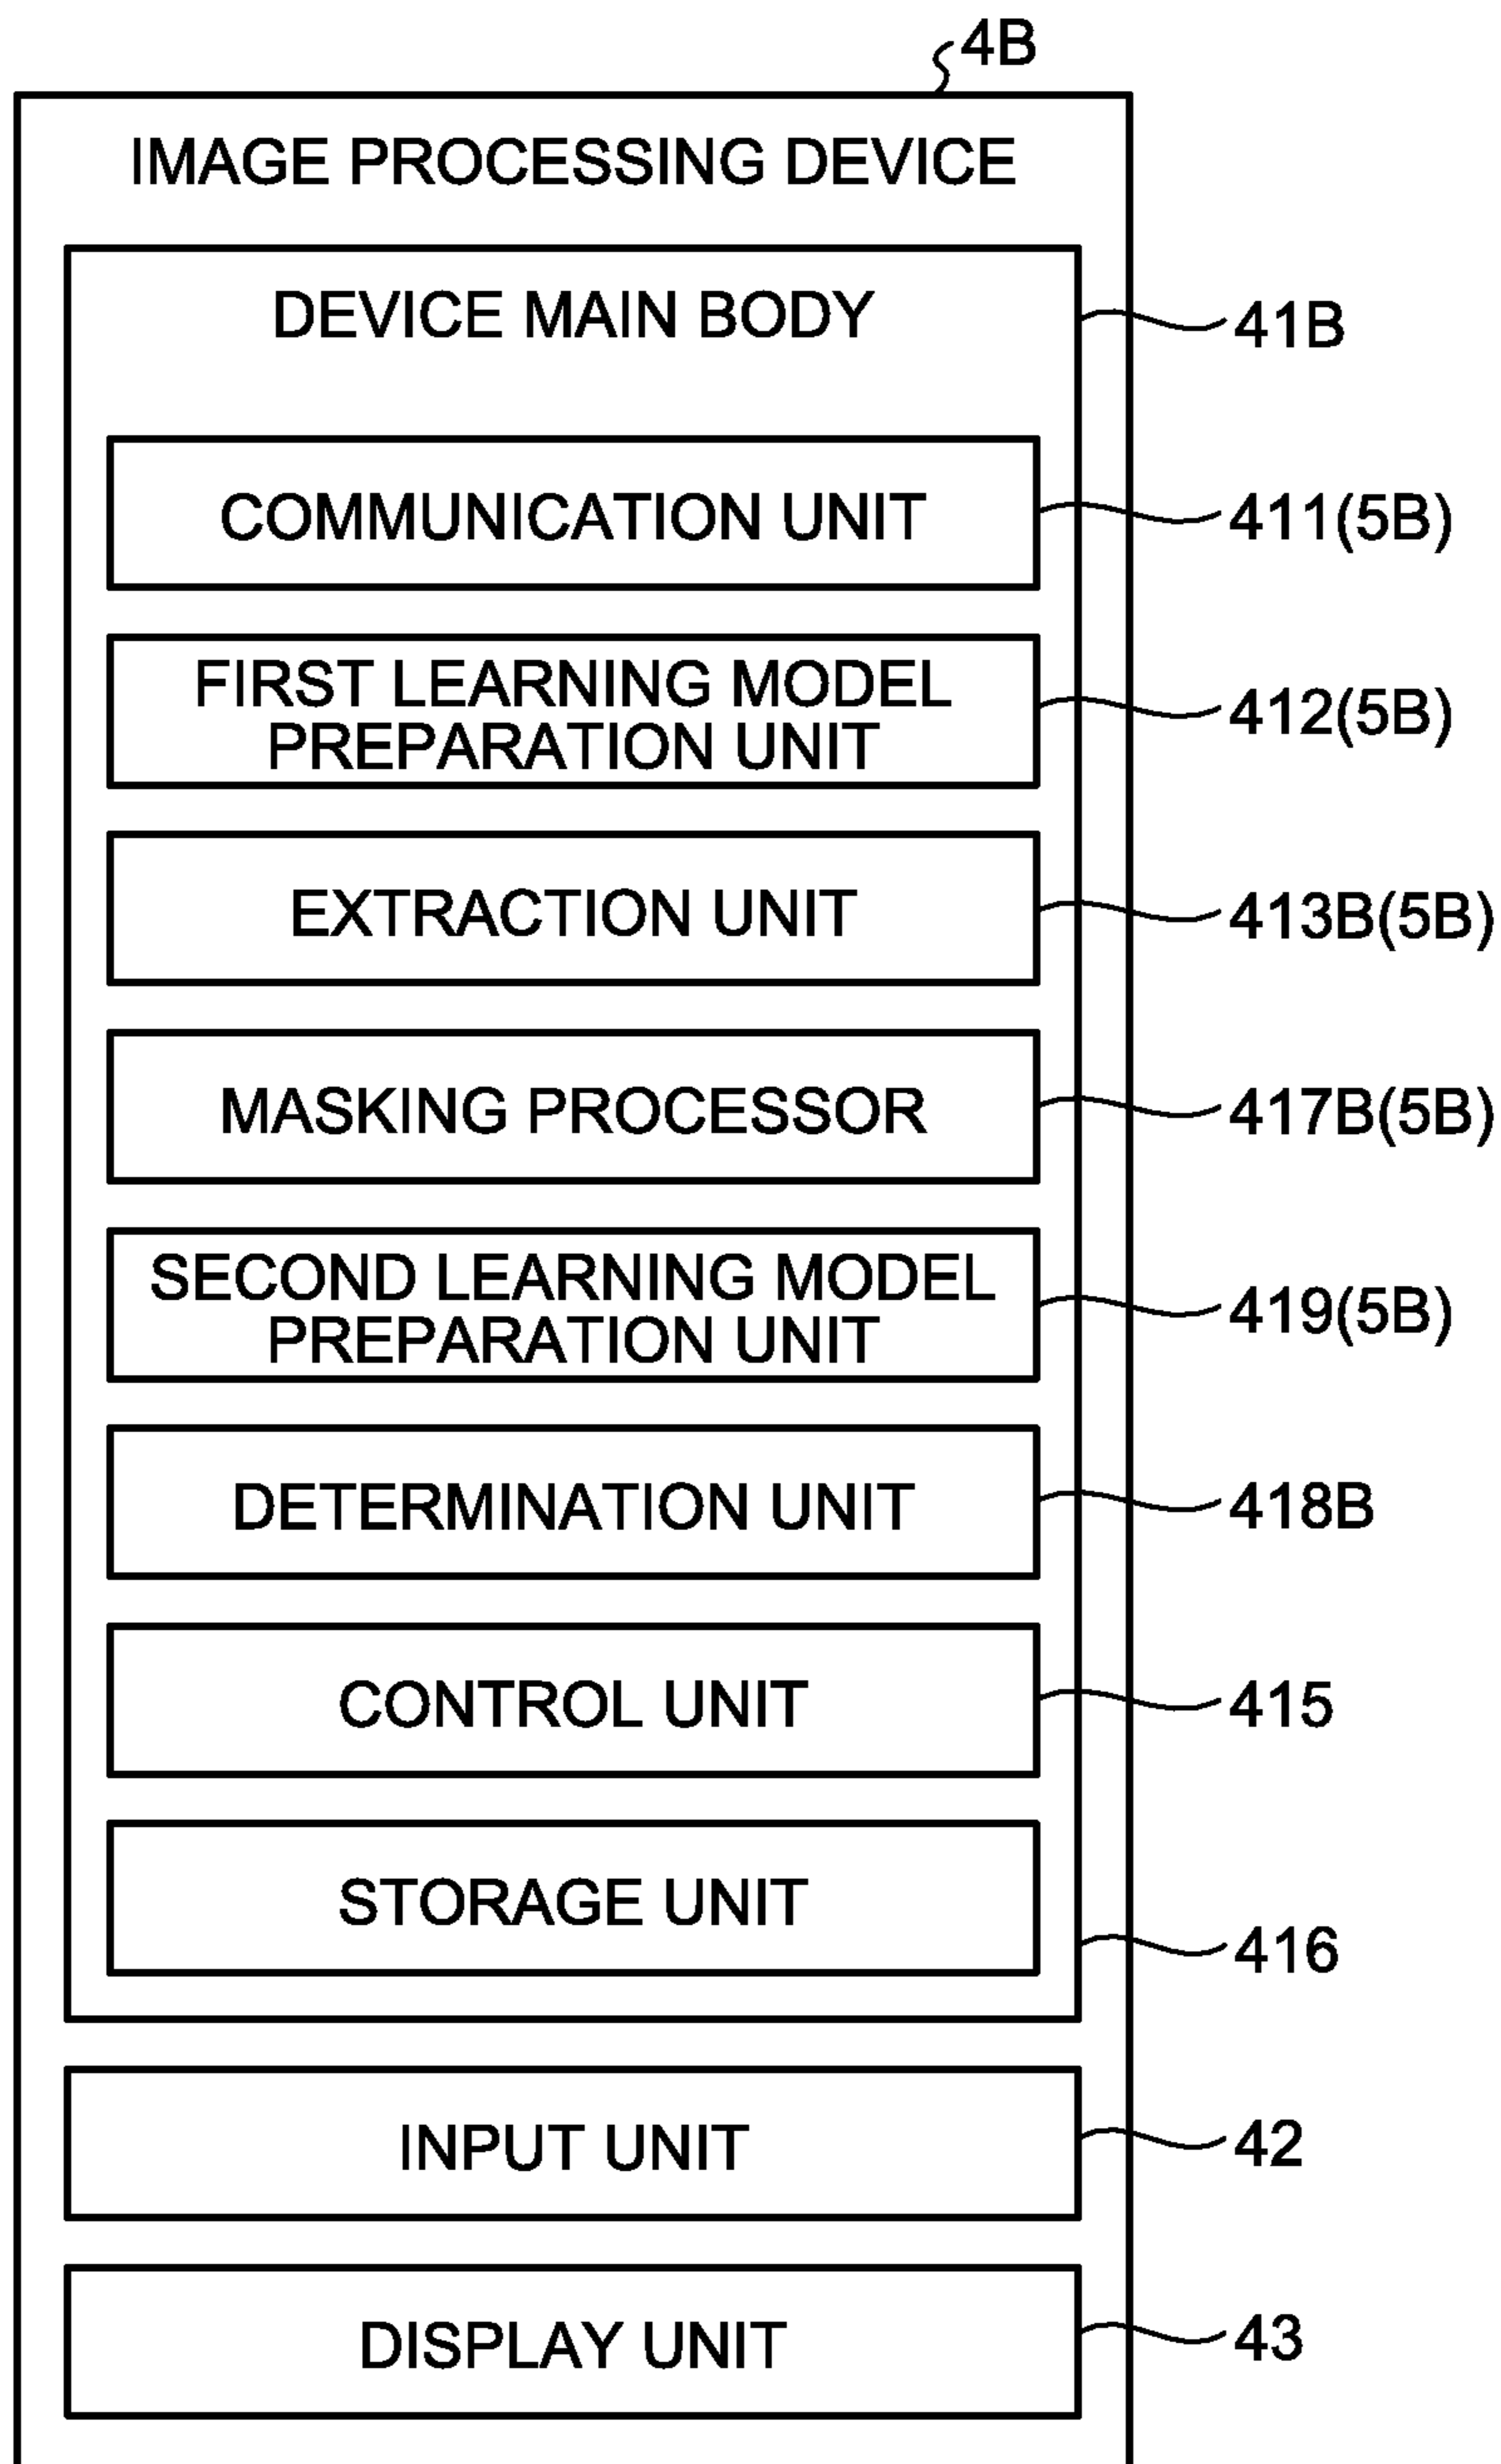 4B
IMAGE PROCESSING DEVICE
DEVICE MAIN BODY
41B
COMMUNICATION UNIT
411(5B)
FIRST LEARNING MODEL
PREPARATION UNIT
412(5B)
EXTRACTION UNIT
413B(5B)
MASKING PROCESSOR
417B(5B)
SECOND LEARNING MODEL
PREPARATION UNIT
419(5B)
DETERMINATION UNIT
418B
CONTROL UNIT
415
STORAGE UNIT
416
INPUT UNIT
42
DISPLAY UNIT
43